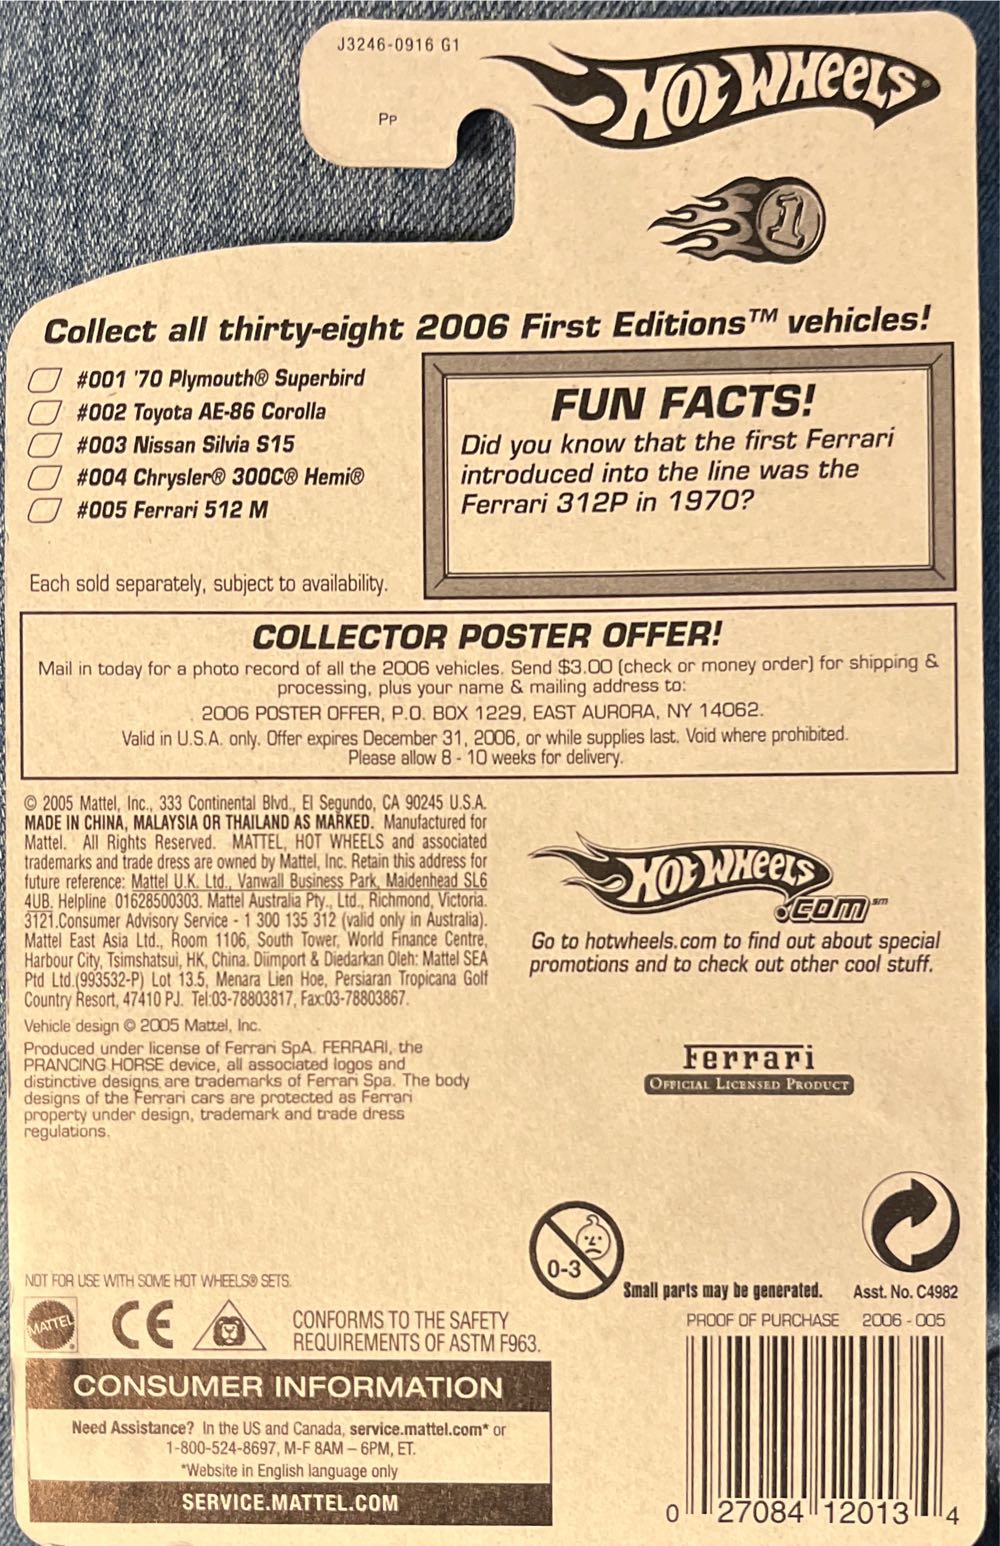 J3246-0916 G1
PP
HOT WHEELS
1
Collect all thirty-eight 2006 First Editions™ vehicles!
#001 '70 Plymouth® Superbird
#002 Toyota AE-86 Corolla
#003 Nissan Silvia S15
#004 Chrysler® 300C® Hemi®
#005 Ferrari 512 M
Each sold separately, subject to availability.
FUN FACTS!
Did you know that the first Ferrari
introduced into the line was the
Ferrari 312P in 1970?
COLLECTOR POSTER OFFER!
Mail in today for a photo record of all the 2006 vehicles. Send $3.00 (check or money order) for shipping &
processing, plus your name & mailing address to:
2006 POSTER OFFER, P.O. BOX 1229, EAST AURORA, NY 14062.
Valid in U.S.A. only. Offer expires December 31, 2006, or while supplies last. Void where prohibited.
Please allow 8 - 10 weeks for delivery.
© 2005 Mattel, Inc., 333 Continental Blvd., El Segundo, CA 90245 U.S.A.
MADE IN CHINA, MALAYSIA OR THAILAND AS MARKED. Manufactured for
Mattel. All Rights Reserved. MATTEL, HOT WHEELS and associated
trademarks and trade dress are owned by Mattel, Inc. Retain this address for
future reference: Mattel U.K. Ltd., Vanwall Business Park, Maidenhead SL6
4UB. Helpline 01628500303. Mattel Australia Pty., Ltd., Richmond, Victoria.
3121.Consumer Advisory Service - 1 300 135 312 (valid only in Australia).
Mattel East Asia Ltd., Room 1106, South Tower, World Finance Centre,
Harbour City, Tsimshatsui, HK, China. Diimport & Diedarkan Oleh: Mattel SEA
Ptd Ltd.(993532-P) Lot 13.5, Menara Lien Hoe, Persiaran Tropicana Golf
Country Resort, 47410 PJ. Tel:03-78803817, Fax:03-78803867.
Vehicle design © 2005 Mattel, Inc.
Produced under license of Ferrari SpA. FERRARI, the
PRANCING HORSE device, all associated logos and
distinctive designs are trademarks of Ferrari Spa. The body
designs of the Ferrari cars are protected as Ferrari
property under design, trademark and trade dress
regulations.
HOT WHEELS
.COM℠
Go to hotwheels.com to find out about special
promotions and to check out other cool stuff.
Ferrari
OFFICIAL LICENSED PRODUCT
0-3
Small parts may be generated.
Asst. No. C4982
NOT FOR USE WITH SOME HOT WHEELS® SETS.
MATTEL
CE
CONFORMS TO THE SAFETY
REQUIREMENTS OF ASTM F963.
PROOF OF PURCHASE 2006 - 005
CONSUMER INFORMATION
Need Assistance? In the US and Canada, service.mattel.com* or
1-800-524-8697, M-F 8AM – 6PM, ET.
*Website in English language only
SERVICE.MATTEL.COM
0 27084 12013 4